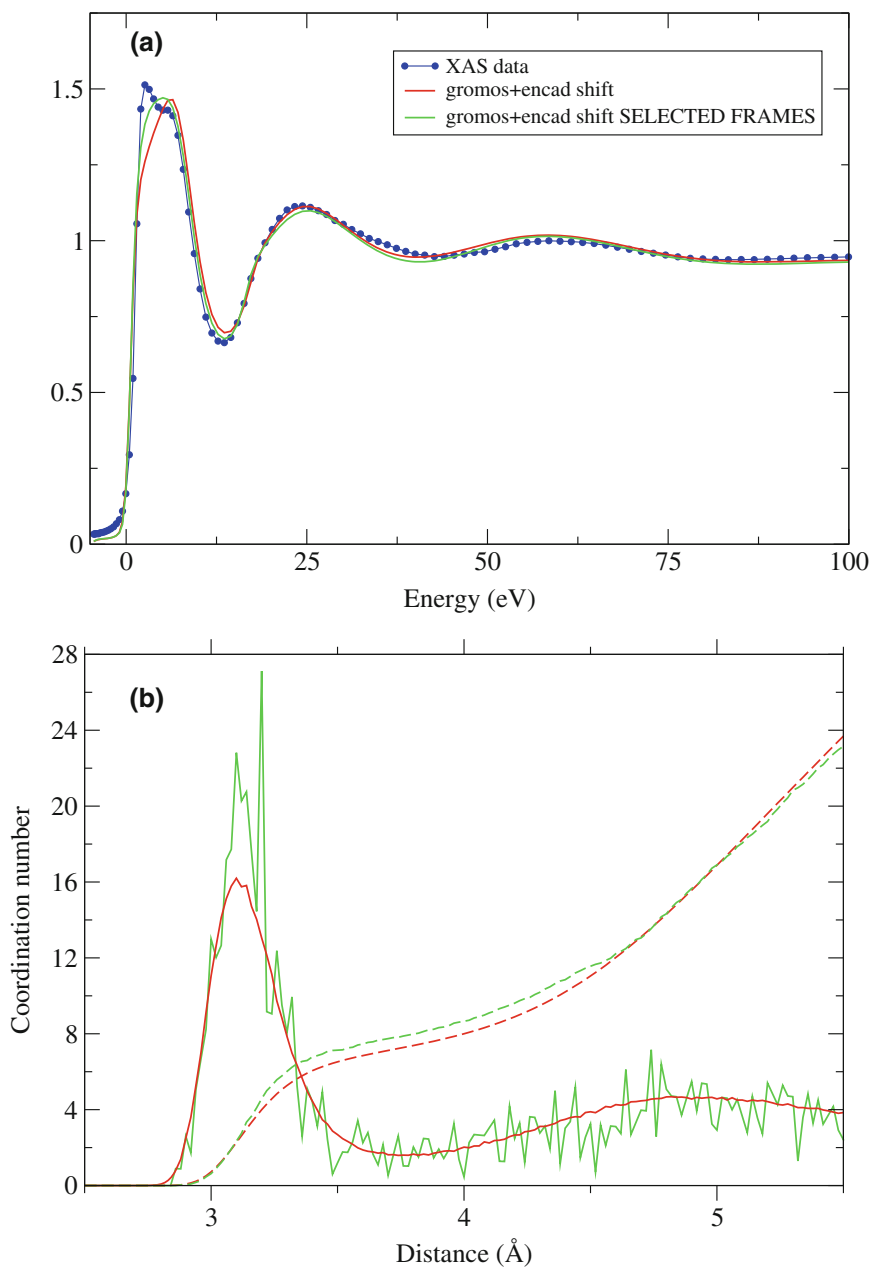 (a)
XAS data
gromos+encad shift
gromos+encad shift SELECTED FRAMES
1.5
1
0.5
0
0 25 50 75 100
Energy (eV)
(b)
28
24
20
16
12
8
4
0
Coordination number
3 4 5
Distance (Å)